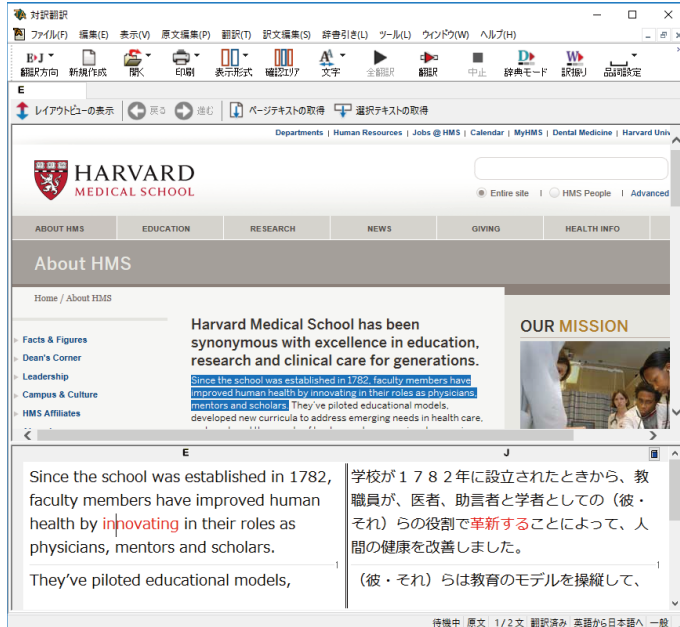 対訳翻訳
ファイル(F) 編集(E) 表示(V) 原文編集(P) 翻訳(T) 訳文編集(S) 辞書引き(L) ツール(L) ウィンドウ(W) ヘルプ(H)
E›J
翻訳方向 新規作成 開く 印刷 表示形式 確認エリア 文字 全翻訳 翻訳 中止 辞典モード 訳振り 品詞設定
E
レイアウトビューの表示 戻る 進む ページテキストの取得 選択テキストの取得
Departments | Human Resources | Jobs @ HMS | Calendar | MyHMS | Dental Medicine | Harvard Univ
HARVARD
MEDICAL SCHOOL
Entire site | HMS People | Advanced
ABOUT HMS EDUCATION RESEARCH NEWS GIVING HEALTH INFO
About HMS
Home / About HMS
Harvard Medical School has been
synonymous with excellence in education,
research and clinical care for generations.
Since the school was established in 1782, faculty members have
improved human health by innovating in their roles as physicians,
mentors and scholars. They've piloted educational models,
developed new curricula to address emerging needs in health care,
Facts & Figures
Dean's Corner
Leadership
Campus & Culture
HMS Affiliates
OUR MISSION
E
Since the school was established in 1782,
faculty members have improved human
health by innovating in their roles as
physicians, mentors and scholars.
1
They've piloted educational models,
J
学校が１７８２年に設立されたときから、教
職員が、医者、助言者と学者としての（彼・
それ）らの役割で革新することによって、人
間の健康を改善しました。
1
（彼・それ）らは教育のモデルを操縦して、
待機中 原文 1/2文 翻訳済み 英語から日本語へ 一般